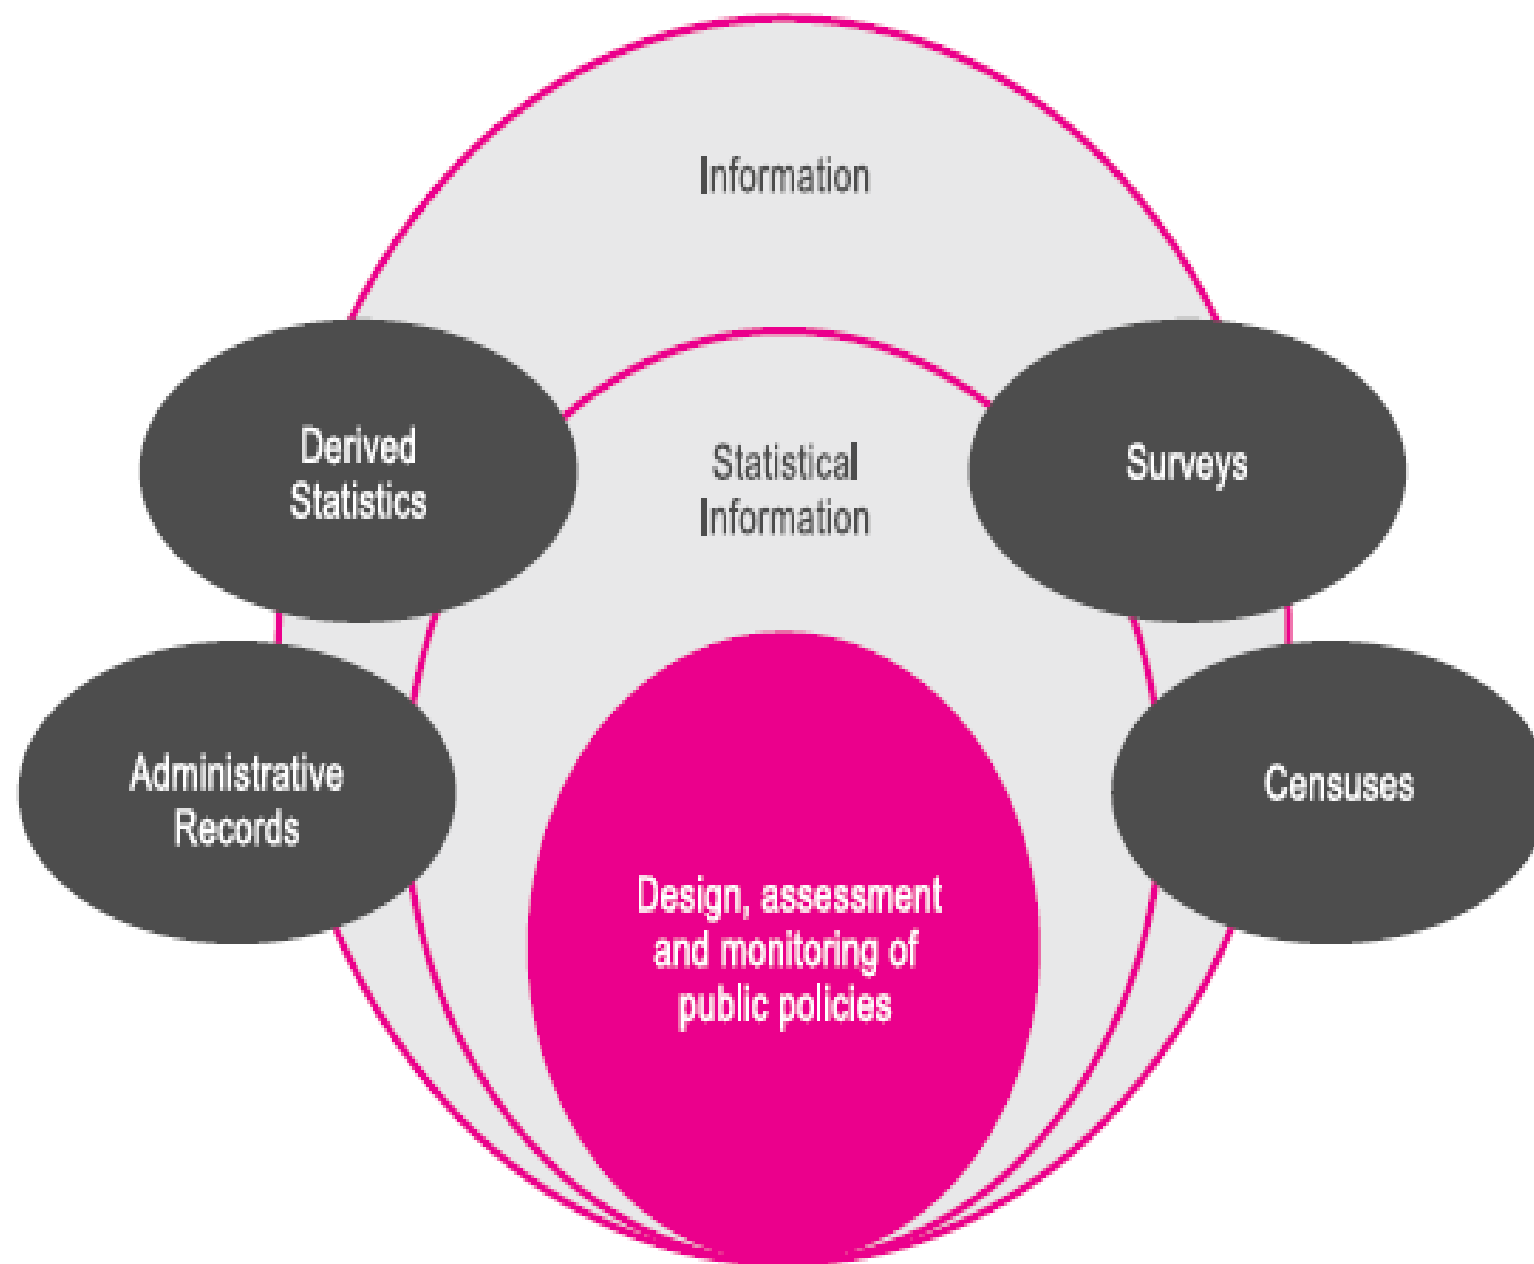 Information
Derived
Statistics
Statistical
Information
Surveys
Administrative
Records
Censuses
Design, assessment
and monitoring of
public policies